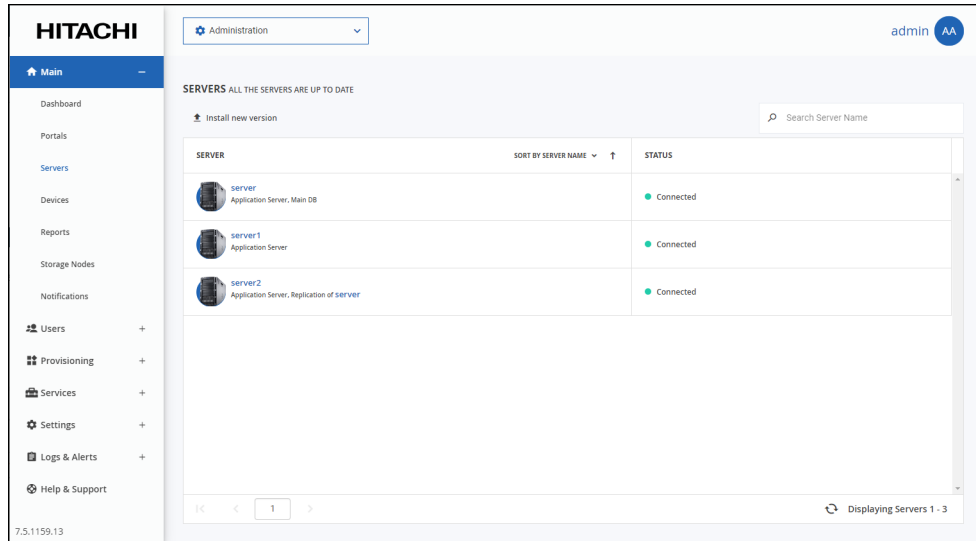 HITACHI
Administration
admin AA
Main
Dashboard
Portals
Servers
Devices
Reports
Storage Nodes
Notifications
Users
Provisioning
Services
Settings
Logs & Alerts
Help & Support
7.5.1159.13
SERVERS ALL THE SERVERS ARE UP TO DATE
Install new version
Search Server Name
SERVER SORT BY SERVER NAME STATUS
server
Application Server, Main DB
Connected
server1
Application Server
Connected
server2
Application Server, Replication of server
Connected
1
Displaying Servers 1 - 3